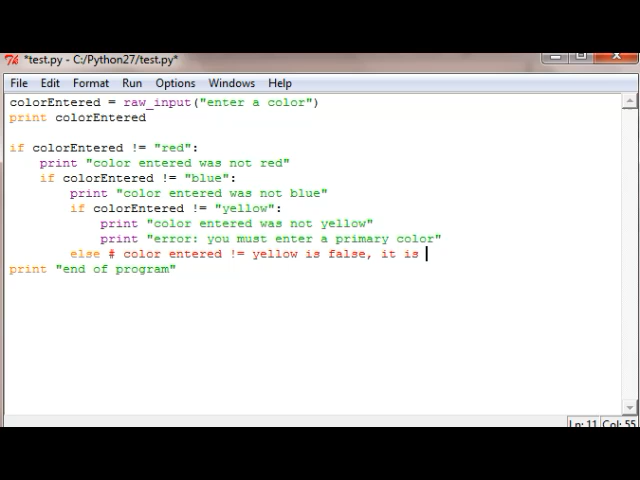 *test.py - C:/Python27/test.py*
File Edit Format Run Options Windows Help
colorEntered = raw_input("enter a color")
print colorEntered
if colorEntered != "red":
print "color entered was not red"
if colorEntered != "blue":
print "color entered was not blue"
if colorEntered != "yellow":
print "color entered was not yellow"
print "error: you must enter a primary color"
else # color entered != yellow is false, it is
print "end of program"
Ln: 11 Col: 55